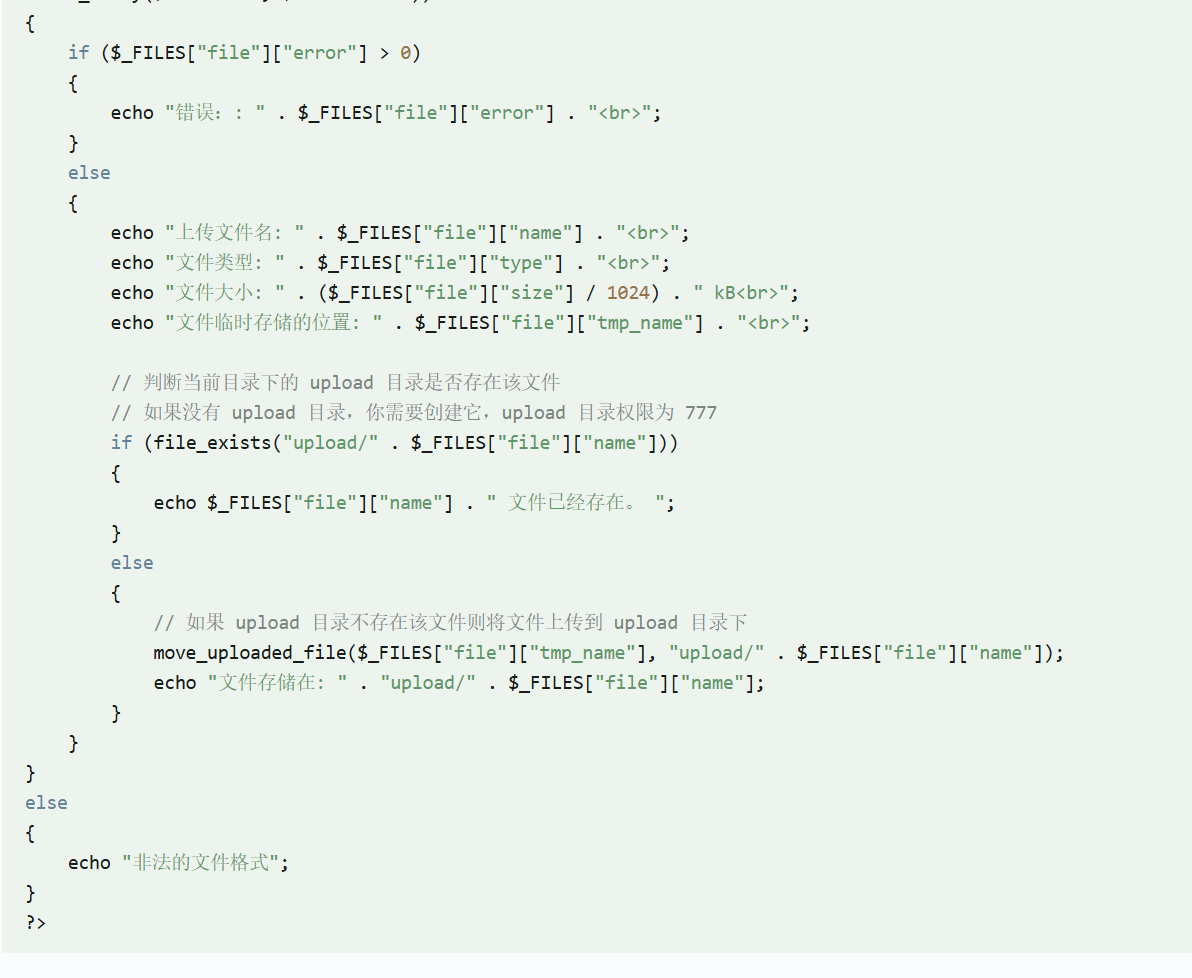 {
    if ($_FILES["file"]["error"] > 0)
    {
        echo "错误：: " . $_FILES["file"]["error"] . "<br>";
    }
    else
    {
        echo "上传文件名: " . $_FILES["file"]["name"] . "<br>";
        echo "文件类型: " . $_FILES["file"]["type"] . "<br>";
        echo "文件大小: " . ($_FILES["file"]["size"] / 1024) . " kB<br>";
        echo "文件临时存储的位置: " . $_FILES["file"]["tmp_name"] . "<br>";

        // 判断当前目录下的 upload 目录是否存在该文件
        // 如果没有 upload 目录，你需要创建它，upload 目录权限为 777
        if (file_exists("upload/" . $_FILES["file"]["name"]))
        {
            echo $_FILES["file"]["name"] . " 文件已经存在。 ";
        }
        else
        {
            // 如果 upload 目录不存在该文件则将文件上传到 upload 目录下
            move_uploaded_file($_FILES["file"]["tmp_name"], "upload/" . $_FILES["file"]["name"]);
            echo "文件存储在: " . "upload/" . $_FILES["file"]["name"];
        }
    }
}
else
{
    echo "非法的文件格式";
}
?>